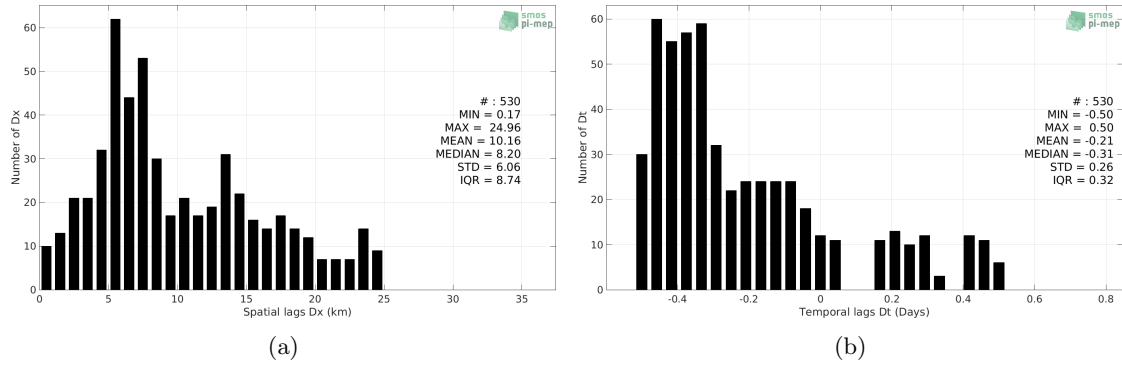 smos
pi-mep
# : 530
MIN = 0.17
MAX = 24.96
MEAN = 10.16
MEDIAN = 8.20
STD = 6.06
IQR = 8.74
Number of Dx
60
50
40
30
20
10
0
0 5 10 15 20 25 30 35
Spatial lags Dx (km)
(a)
smos
pi-mep
# : 530
MIN = -0.50
MAX = 0.50
MEAN = -0.21
MEDIAN = -0.31
STD = 0.26
IQR = 0.32
Number of Dt
60
50
40
30
20
10
0
-0.4 -0.2 0 0.2 0.4 0.6 0.8
Temporal lags Dt (Days)
(b)